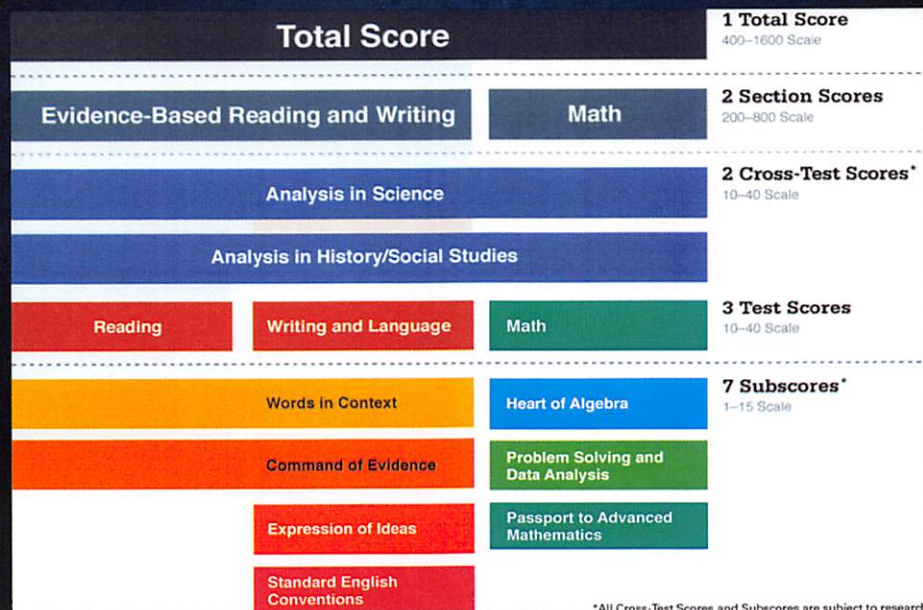 Total Score
1 Total Score
400–1600 Scale
Evidence-Based Reading and Writing
Math
2 Section Scores
200–800 Scale
Analysis in Science
2 Cross-Test Scores*
10–40 Scale
Analysis in History/Social Studies
Reading
Writing and Language
Math
3 Test Scores
10–40 Scale
Words in Context
Heart of Algebra
7 Subscores*
1–15 Scale
Command of Evidence
Problem Solving and
Data Analysis
Expression of Ideas
Passport to Advanced
Mathematics
Standard English
Conventions
*All Cross-Test Scores and Subscores are subject to research